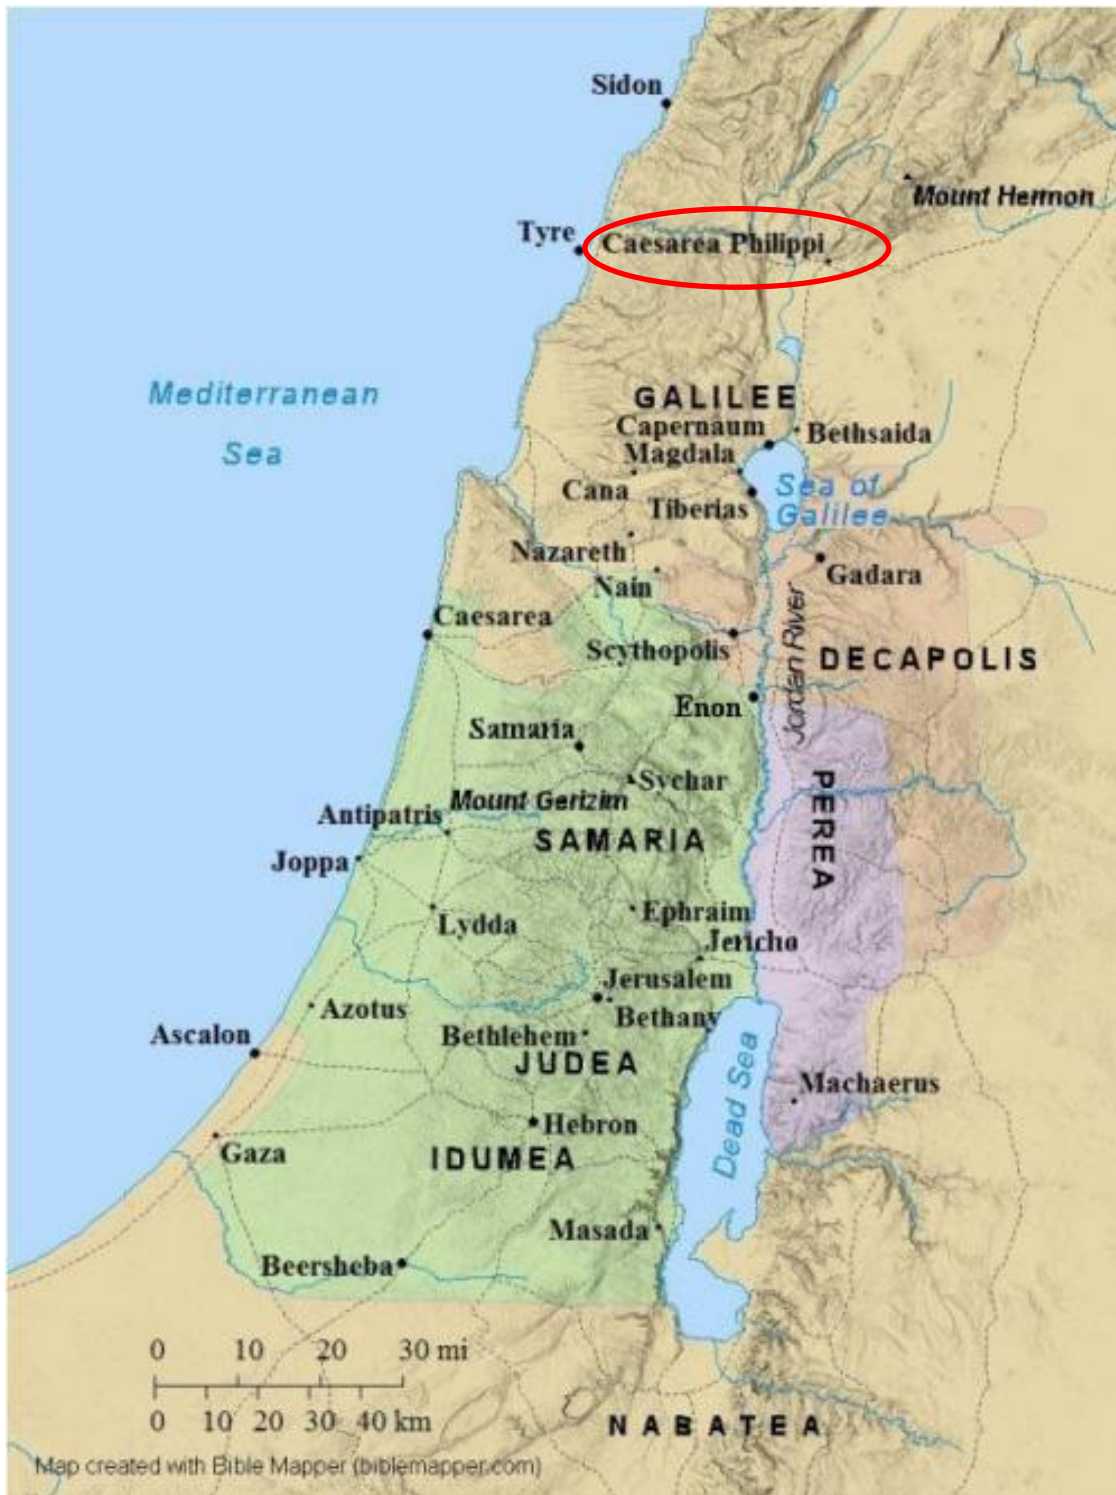 Sidon
Mount Hermon
Tyre
Caesarea Philippi
Mediterranean
Sea
GALILEE
Capernaum
Bethsaida
Magdala
Cana
Sea of
Galilee
Tiberias
Nazareth
Nain
Gadara
Caesarea
Scythopolis
Jordan River
DECAPOLIS
Enon
Samaria
Sychar
PEREA
Mount Gerizim
Antipatris
SAMARIA
Joppa
Ephraim
Lydda
Jericho
Jerusalem
Azotus
Bethany
Ascalon
Bethlehem
JUDEA
Dead Sea
Machaerus
Hebron
Gaza
IDUMEA
Masada
Beersheba
0 10 20 30 mi
0 10 20 30 40 km
NABATEA
Map created with Bible Mapper (biblemapper.com)